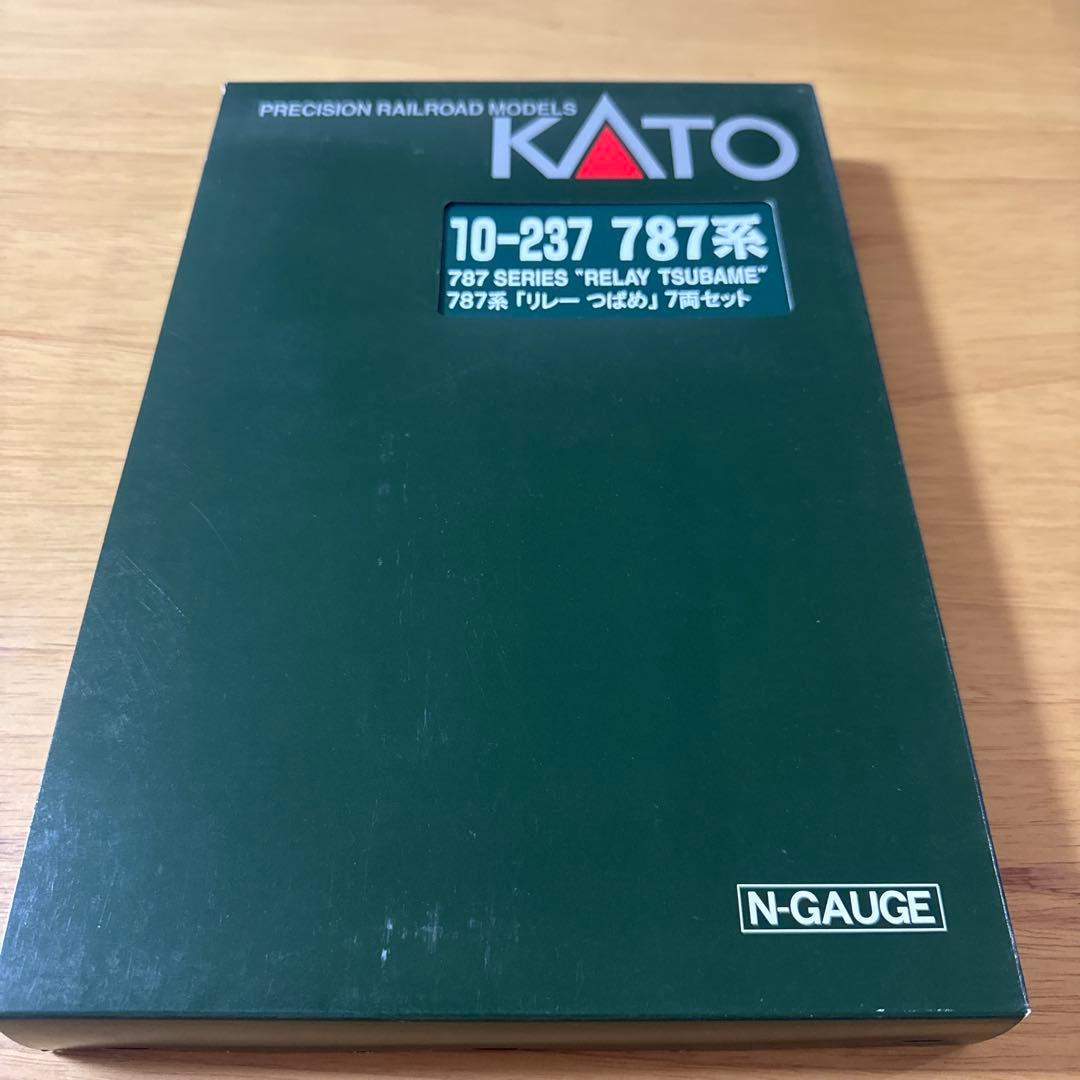 PRECISION RAILROAD MODELS
KATO
10-237 787系
787 SERIES "RELAY TSUBAME"
787系「リレー つばめ」7両セット
N-GAUGE